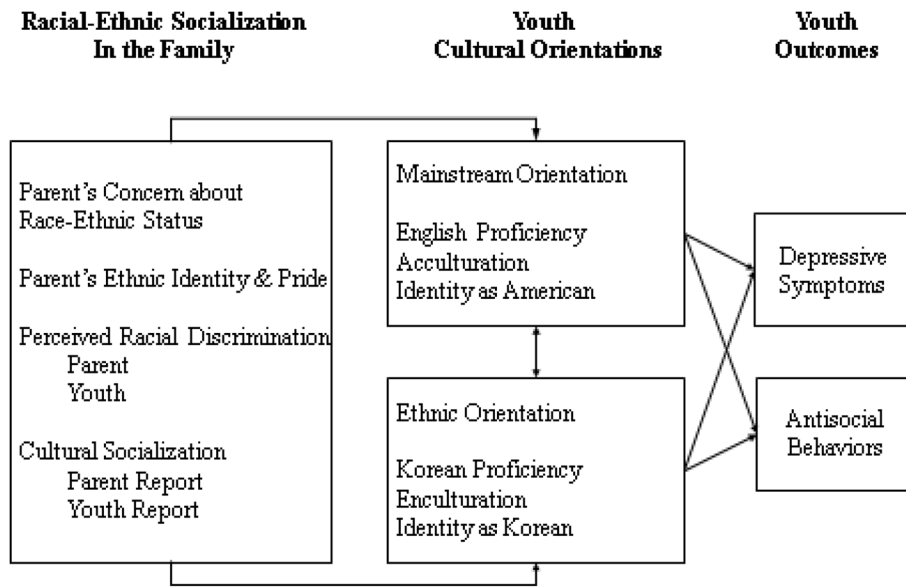 Racial-Ethnic Socialization
In the Family
Youth
Cultural Orientations
Youth
Outcomes
Parent's Concern about
Race-Ethnic Status
Parent's Ethnic Identity & Pride
Perceived Racial Discrimination
Parent
Youth
Cultural Socialization
Parent Report
Youth Report
Mainstream Orientation
English Proficiency
Acculturation
Identity as American
Ethnic Orientation
Korean Proficiency
Enculturation
Identity as Korean
Depressive
Symptoms
Antisocial
Behaviors